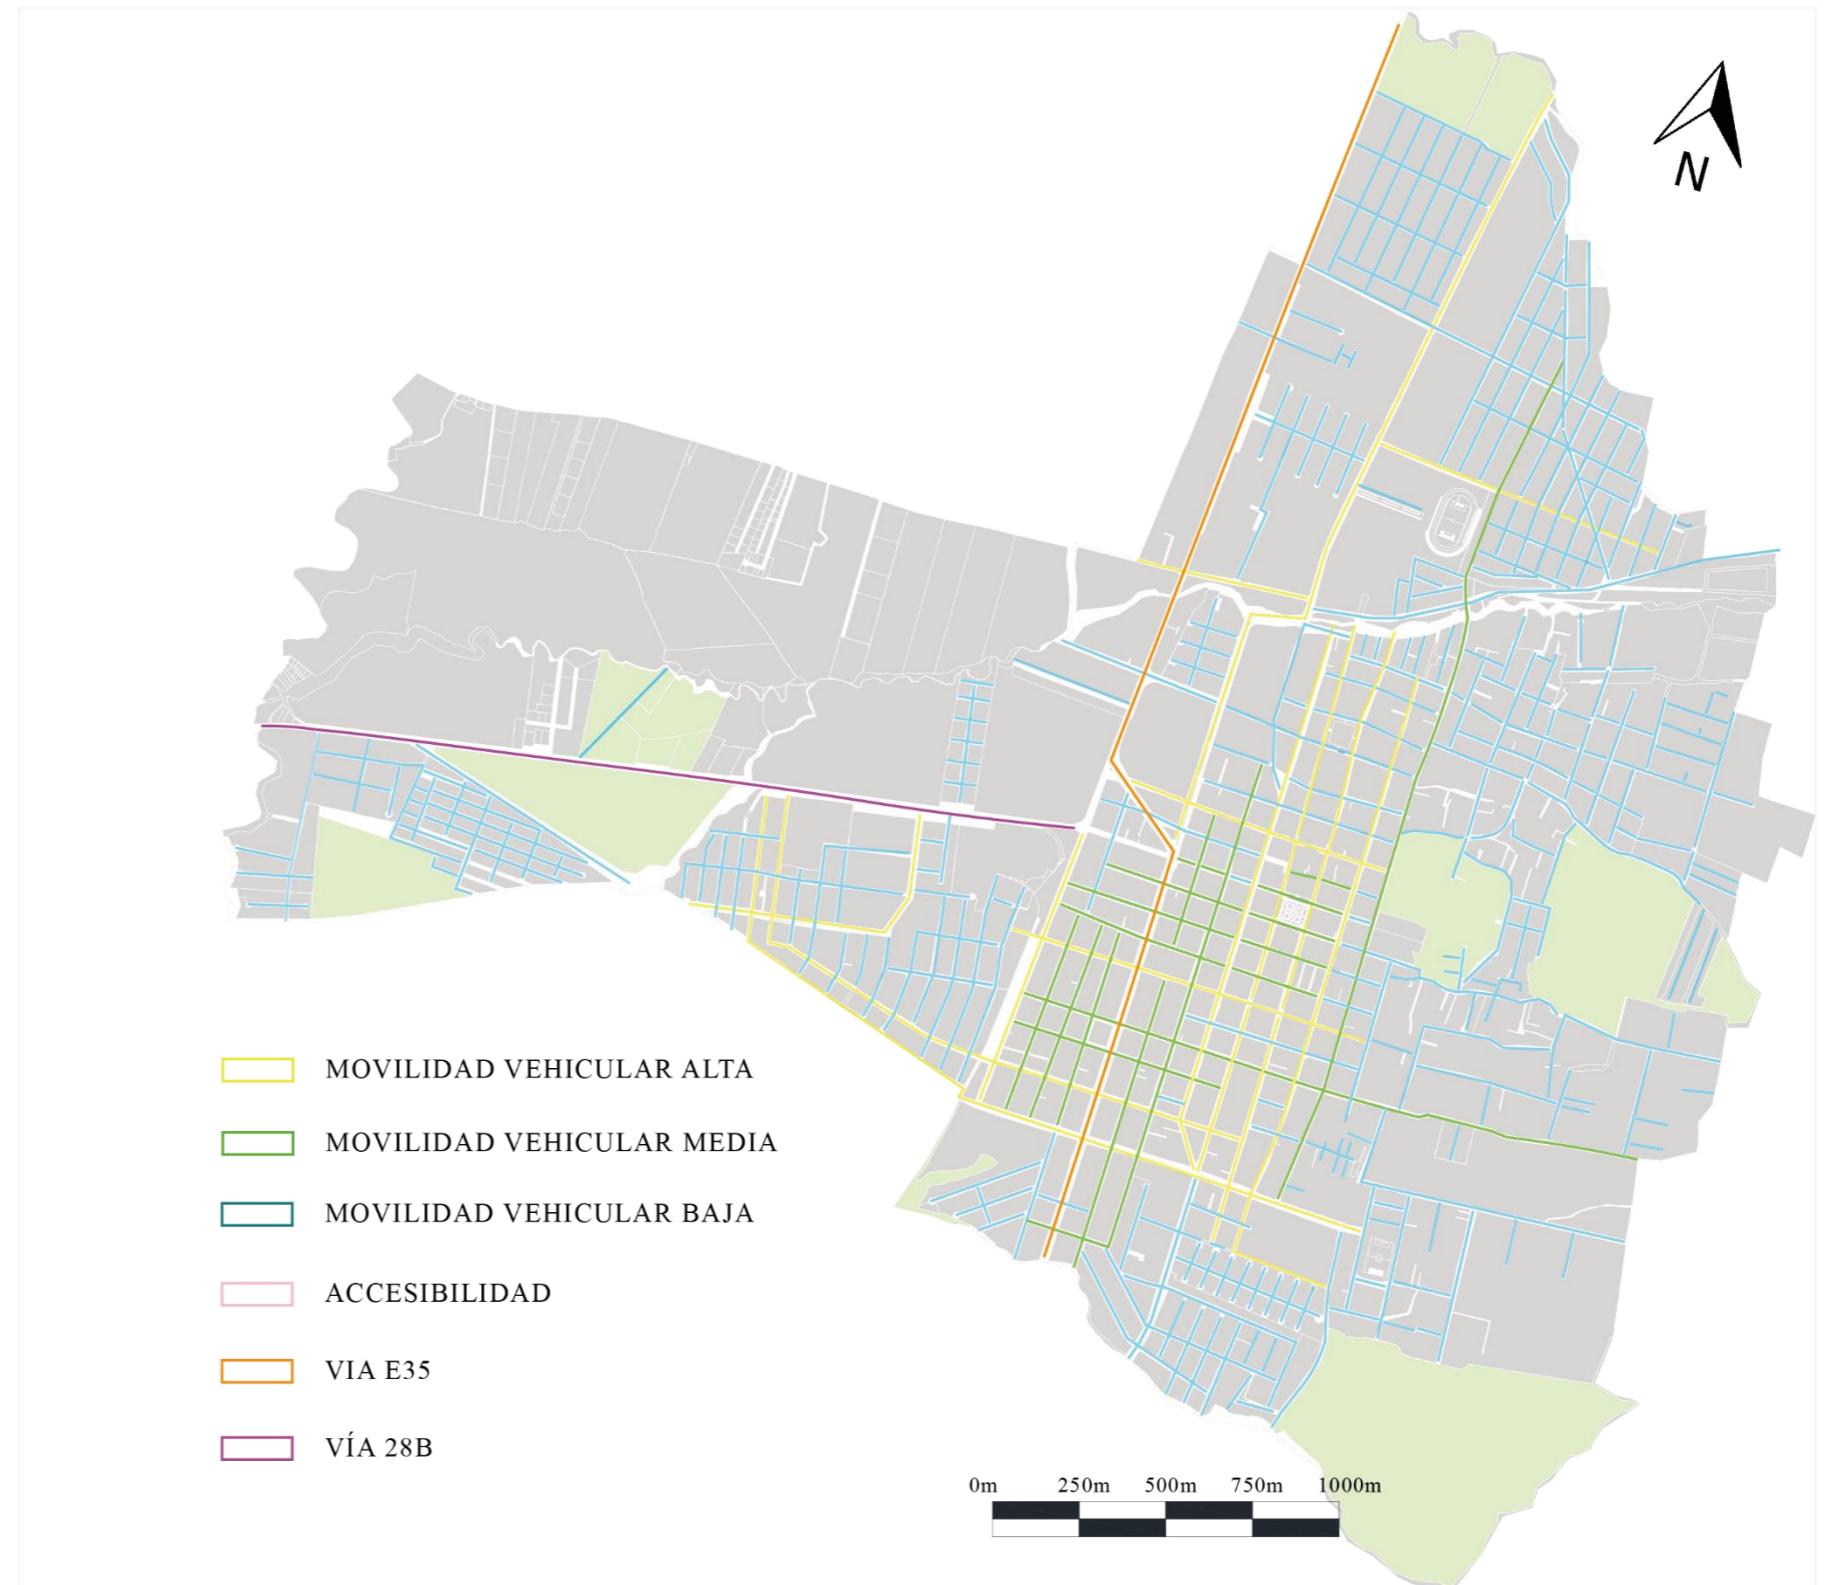 N
MOVILIDAD VEHICULAR ALTA
MOVILIDAD VEHICULAR MEDIA
MOVILIDAD VEHICULAR BAJA
ACCESIBILIDAD
VIA E35
VÍA 28B
0m 250m 500m 750m 1000m